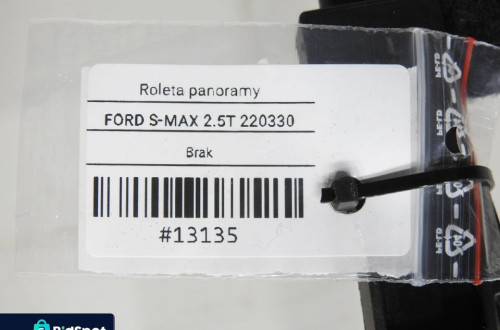 Roleta panoramy
FORD S-MAX 2.5T 220330
Brak
#13135